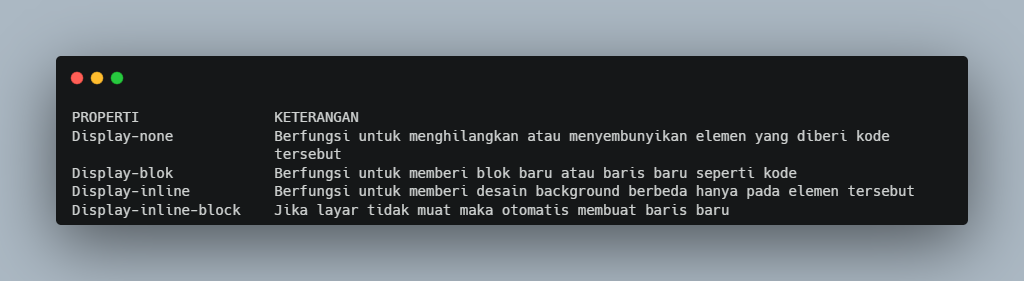 PROPERTI KETERANGAN
Display-none Berfungsi untuk menghilangkan atau menyembunyikan elemen yang diberi kode
tersebut
Display-blok Berfungsi untuk memberi blok baru atau baris baru seperti kode
Display-inline Berfungsi untuk memberi desain background berbeda hanya pada elemen tersebut
Display-inline-block Jika layar tidak muat maka otomatis membuat baris baru